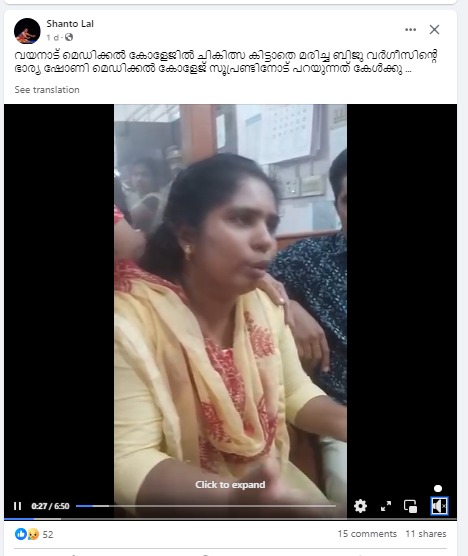 Shanto Lal
1 d ·
വയനാട് മെഡിക്കൽ കോളേജിൽ ചികിത്സ കിട്ടാതെ മരിച്ച ബിജു വർഗീസിന്റെ
ഭാര്യ ഷോണി മെഡിക്കൽ കോളേജ് സൂപ്രണ്ടിനോട് പറയുന്നത് കേൾക്കു ...
See translation
Click to expand
0:27 / 6:50
52
15 comments 11 shares